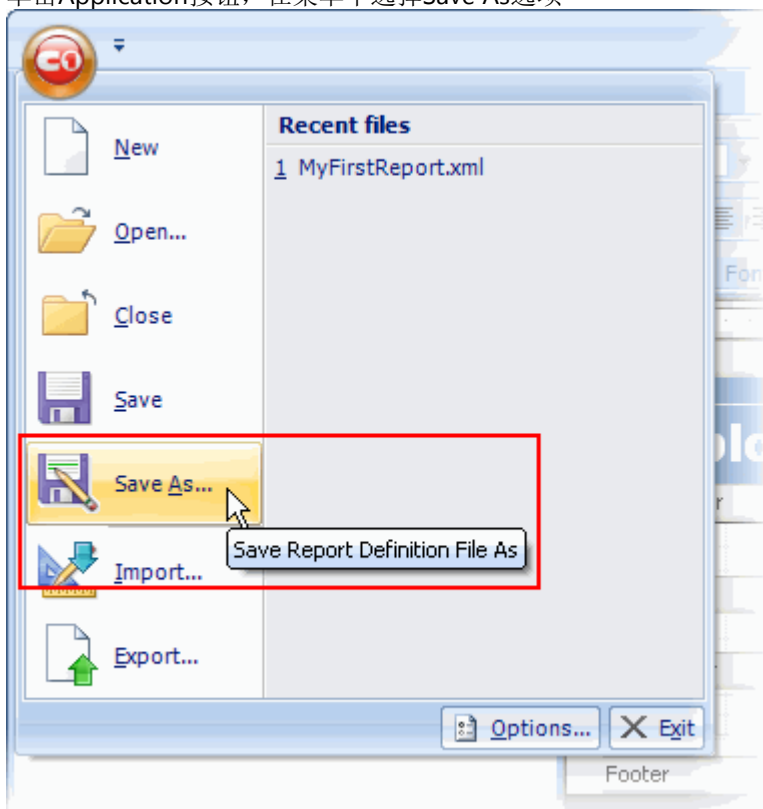 单击Application按钮，在菜单中选择Save As选项
C1
Recent files
New
1 MyFirstReport.xml
Open...
Fon
Close
Save
Save As...
r
Save Report Definition File As
Import...
Export...
Options...
Exit
Footer